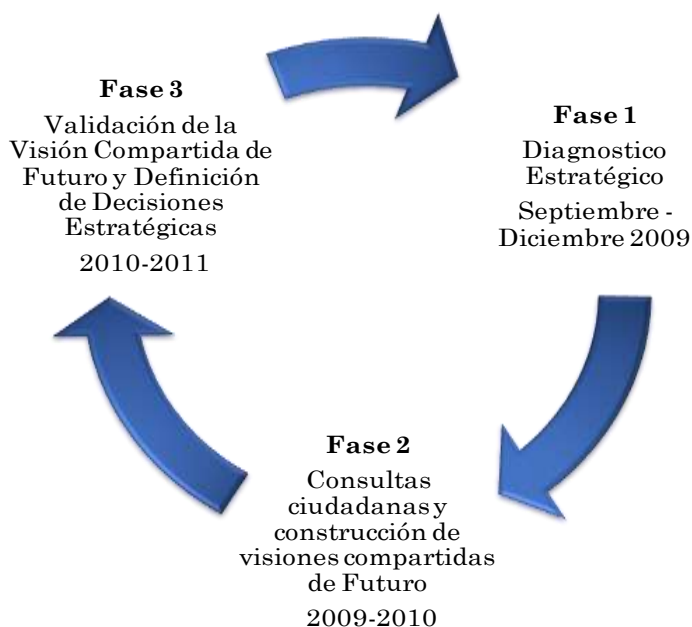 Fase 3
Validación de la
Visión Compartida de
Futuro y Definición
de Decisiones
Estratégicas
2010-2011
Fase 1
Diagnostico
Estratégico
Septiembre -
Diciembre 2009
Fase 2
Consultas
ciudadanas y
construcción de
visiones compartidas
de Futuro
2009-2010